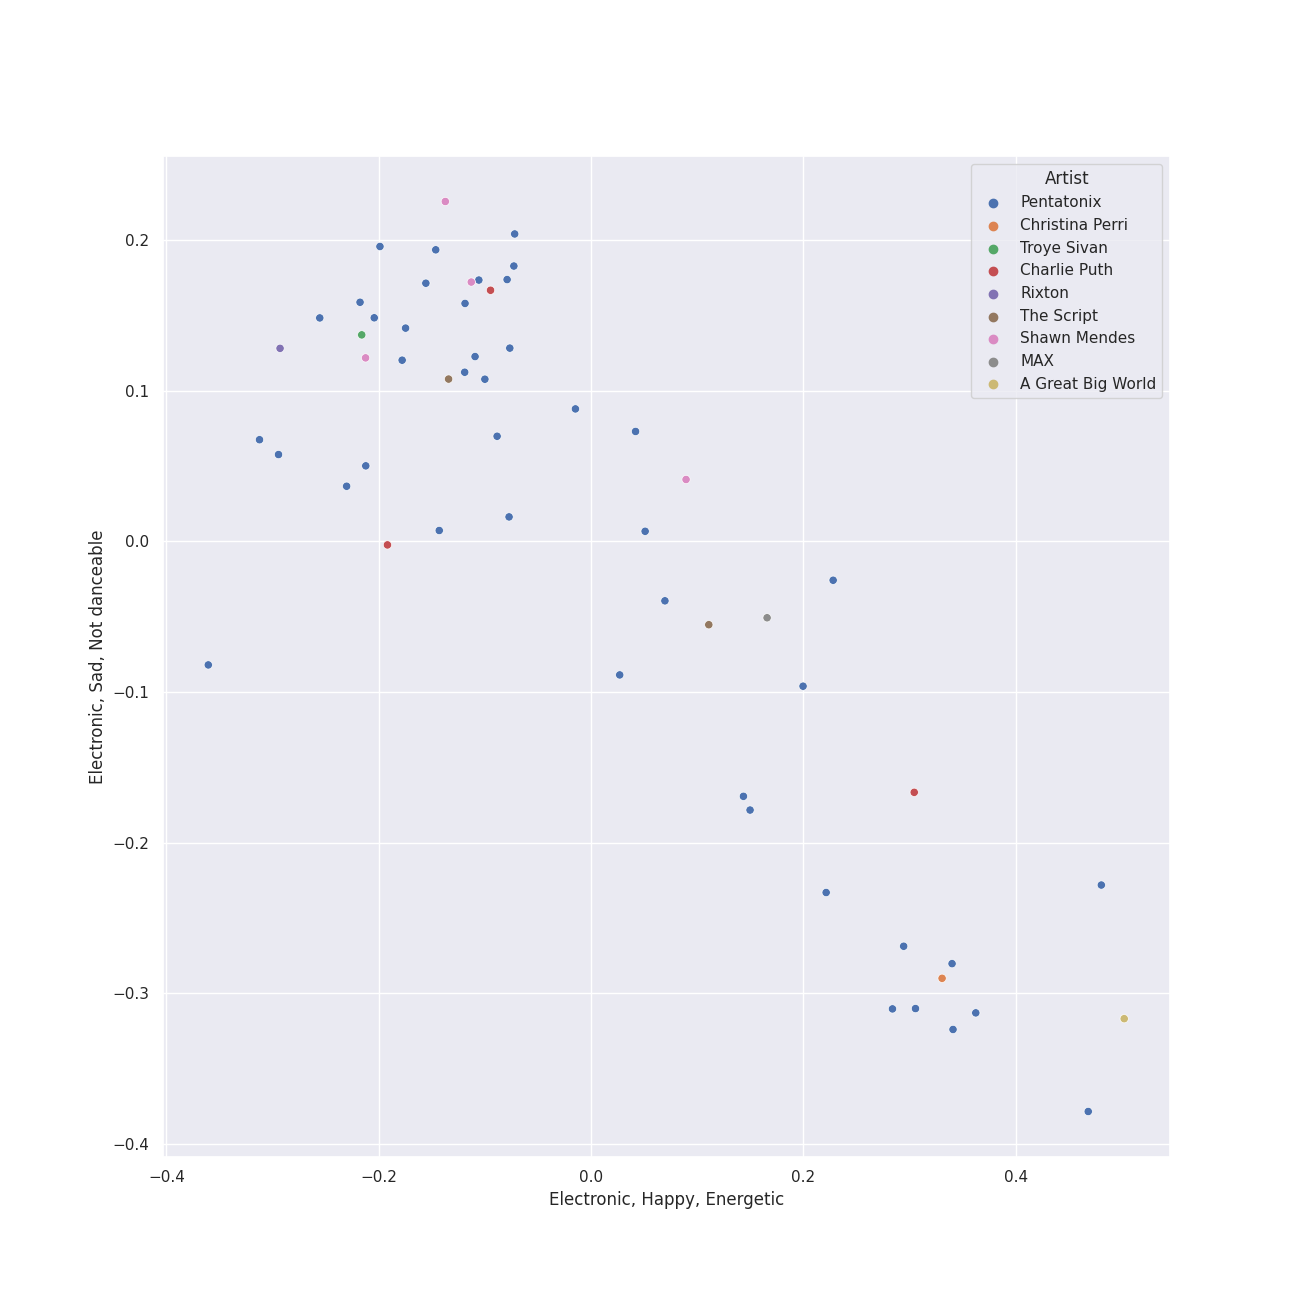 Artist
Pentatonix
Christina Perri
Troye Sivan
Charlie Puth
Rixton
The Script
Shawn Mendes
MAX
A Great Big World
0.2
0.1
0.0
−0.1
−0.2
−0.3
−0.4
Electronic, Sad, Not danceable
−0.4 −0.2 0.0 0.2 0.4
Electronic, Happy, Energetic